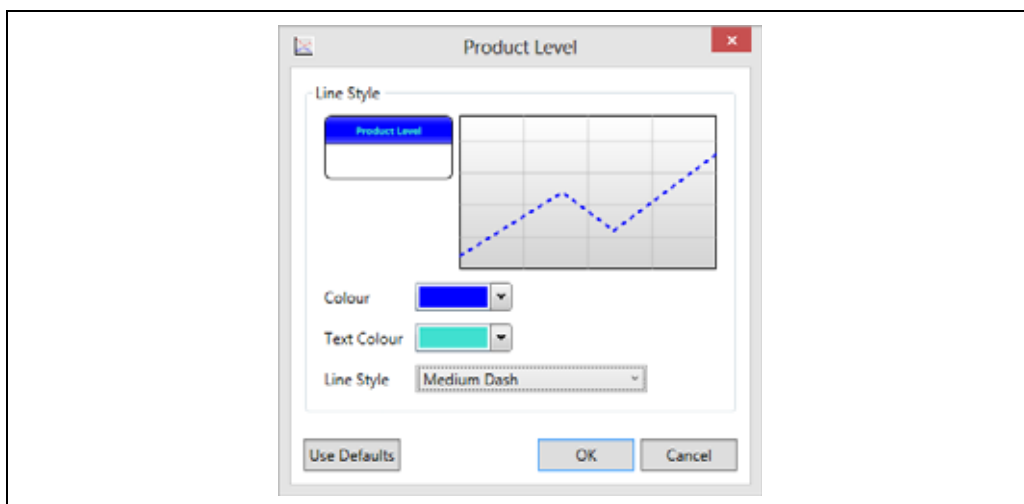 Product Level
Line Style
Product Level
Colour
Text Colour
Line Style Medium Dash
Use Defaults OK Cancel